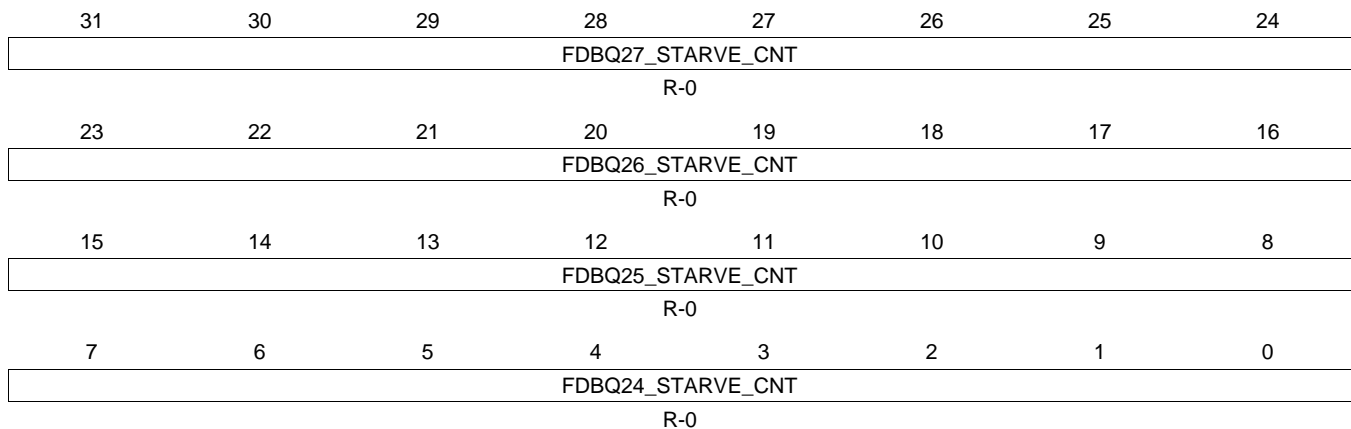 31 30 29 28 27 26 25 24
FDBQ27_STARVE_CNT
R-0
23 22 21 20 19 18 17 16
FDBQ26_STARVE_CNT
R-0
15 14 13 12 11 10 9 8
FDBQ25_STARVE_CNT
R-0
7 6 5 4 3 2 1 0
FDBQ24_STARVE_CNT
R-0